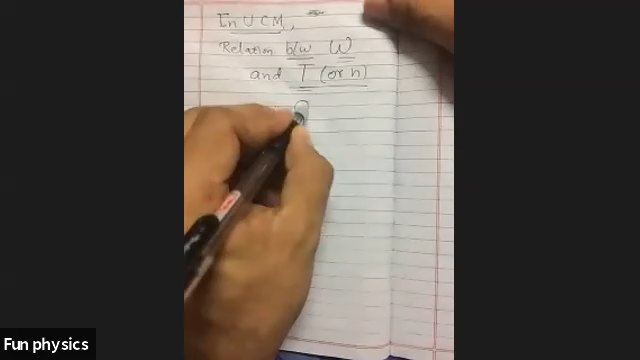 In UCM,
Relation b/w W
and T (or n)
Fun physics